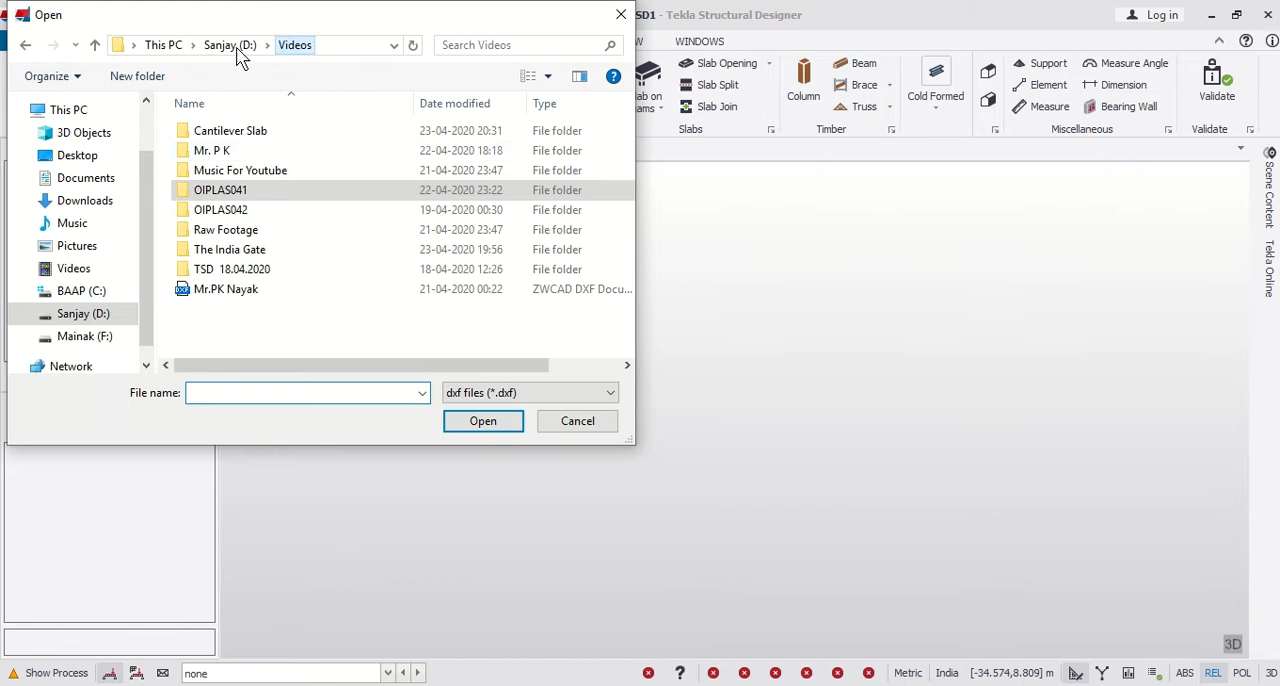 Open
SD1 - Tekla Structural Designer
Log in
This PC > Sanjay (D:) > Videos
Search Videos
W WINDOWS
Organize
New folder
Name
Date modified
Type
This PC
3D Objects
Desktop
Documents
Downloads
Music
Pictures
Videos
BAAP (C:)
Sanjay (D:)
Mainak (F:)
Network
Cantilever Slab 23-04-2020 20:31 File folder
Mr. P K 22-04-2020 18:18 File folder
Music For Youtube 21-04-2020 23:47 File folder
OIPLAS041 22-04-2020 23:22 File folder
OIPLAS042 19-04-2020 00:30 File folder
Raw Footage 21-04-2020 23:47 File folder
The India Gate 23-04-2020 19:56 File folder
TSD 18.04.2020 18-04-2020 12:26 File folder
Mr.PK Nayak 21-04-2020 00:22 ZWCAD DXF Docu...
File name:
dxf files (*.dxf)
Open
Cancel
Slab Opening
Slab Split
Slab Join
Slabs
Column
Beam
Brace
Truss
Timber
Cold Formed
Support
Element
Measure
Measure Angle
Dimension
Bearing Wall
Miscellaneous
Validate
Validate
Scene Content
Tekla Online
3D
Show Process
none
Metric
India
[-34.574,8.809] m
ABS
REL
POL
3D